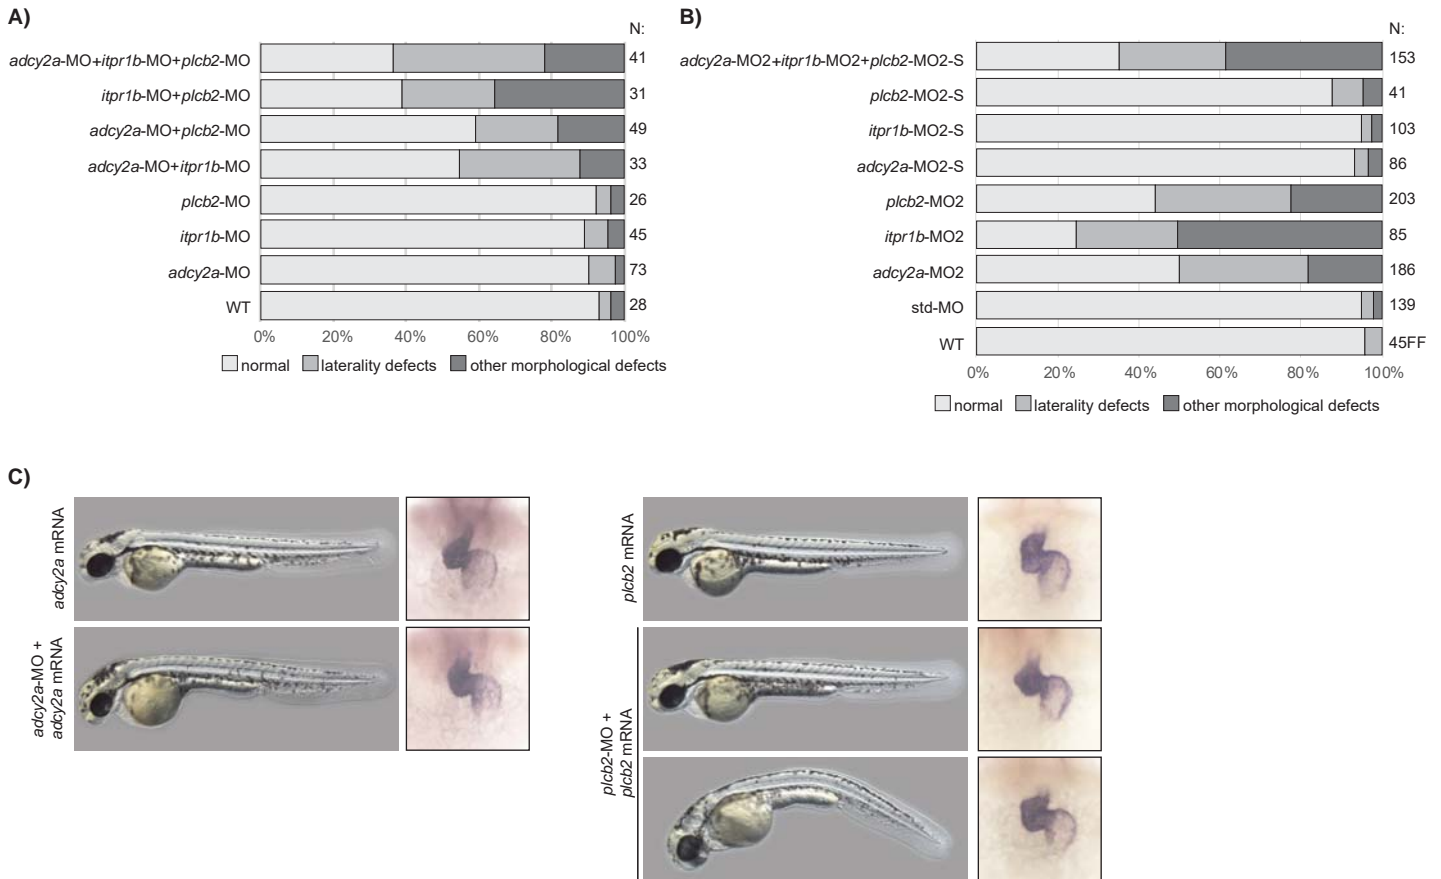 A)
N:
adcy2a-MO+itpr1b-MO+plcb2-MO 41
itpr1b-MO+plcb2-MO 31
adcy2a-MO+plcb2-MO 49
adcy2a-MO+itpr1b-MO 33
plcb2-MO 26
itpr1b-MO 45
adcy2a-MO 73
WT 28
0% 20% 40% 60% 80% 100%
normal laterality defects other morphological defects
B)
N:
adcy2a-MO2+itpr1b-MO2+plcb2-MO2-S 153
plcb2-MO2-S 41
itpr1b-MO2-S 103
adcy2a-MO2-S 86
plcb2-MO2 203
itpr1b-MO2 85
adcy2a-MO2 186
std-MO 139
WT 45FF
0% 20% 40% 60% 80% 100%
normal laterality defects other morphological defects
C)
adcy2a mRNA
adcy2a-MO +
adcy2a mRNA
plcb2 mRNA
plcb2-MO +
plcb2 mRNA